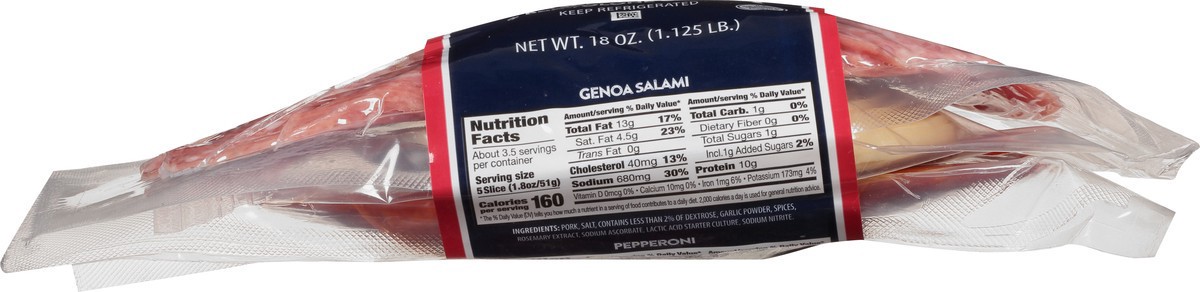 KEEP REFRIGERATED
NET WT. 18 OZ. (1.125 LB.)
GENOA SALAMI
Nutrition
Facts
About 3.5 servings
per container
Serving size
5 Slice (1.8oz/51g)
Calories
per serving 160
Amount/serving % Daily Value*
Total Fat 13g 17%
Sat. Fat 4.5g 23%
Trans Fat 0g
Cholesterol 40mg 13%
Sodium 680mg 30%
Amount/serving % Daily Value*
Total Carb. 1g 0%
Dietary Fiber 0g 0%
Total Sugars 1g
Incl.1g Added Sugars 2%
Protein 10g
Vitamin D 0mcg 0% • Calcium 10mg 0% • Iron 1mg 6% • Potassium 173mg 4%
*The % Daily Value (DV) tells you how much a nutrient in a serving of food contributes to a daily diet. 2,000 calories a day is used for general nutrition advice.
INGREDIENTS: PORK, SALT, CONTAINS LESS THAN 2% OF DEXTROSE, GARLIC POWDER, SPICES,
ROSEMARY EXTRACT, SODIUM ASCORBATE, LACTIC ACID STARTER CULTURE, SODIUM NITRITE.
PEPPERONI